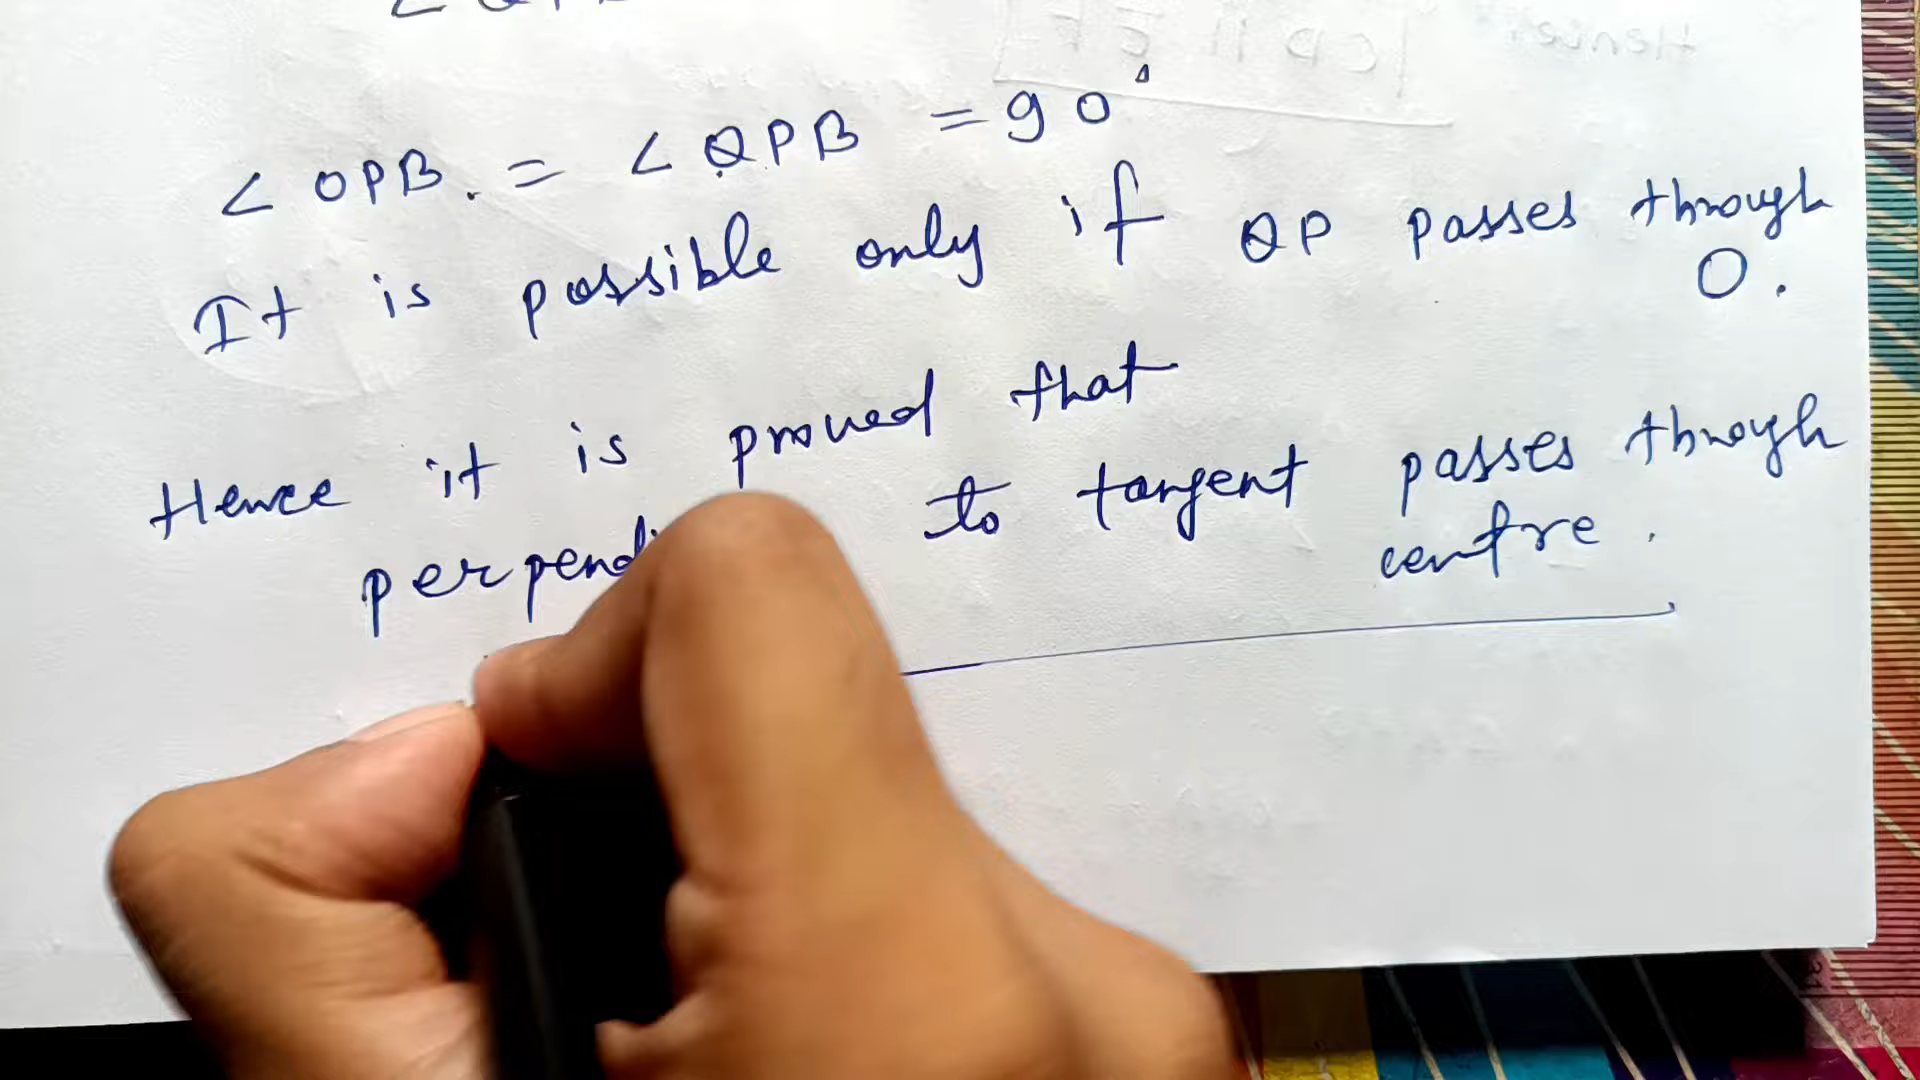 ∠ OPB. = ∠ QPB = 90°
It is possible only if QP passes through
O.
Hence it is proved that
to tangent passes through
centre.